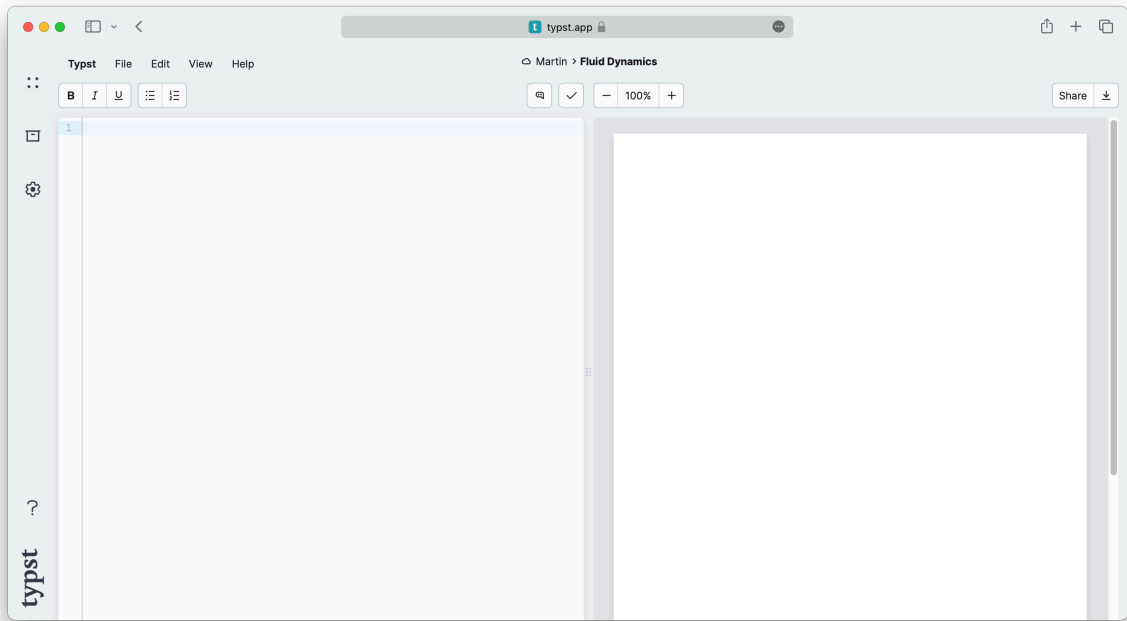 t typst.app
Typst File Edit View Help
Martin > Fluid Dynamics
B I U
100%
Share
1
?
typst